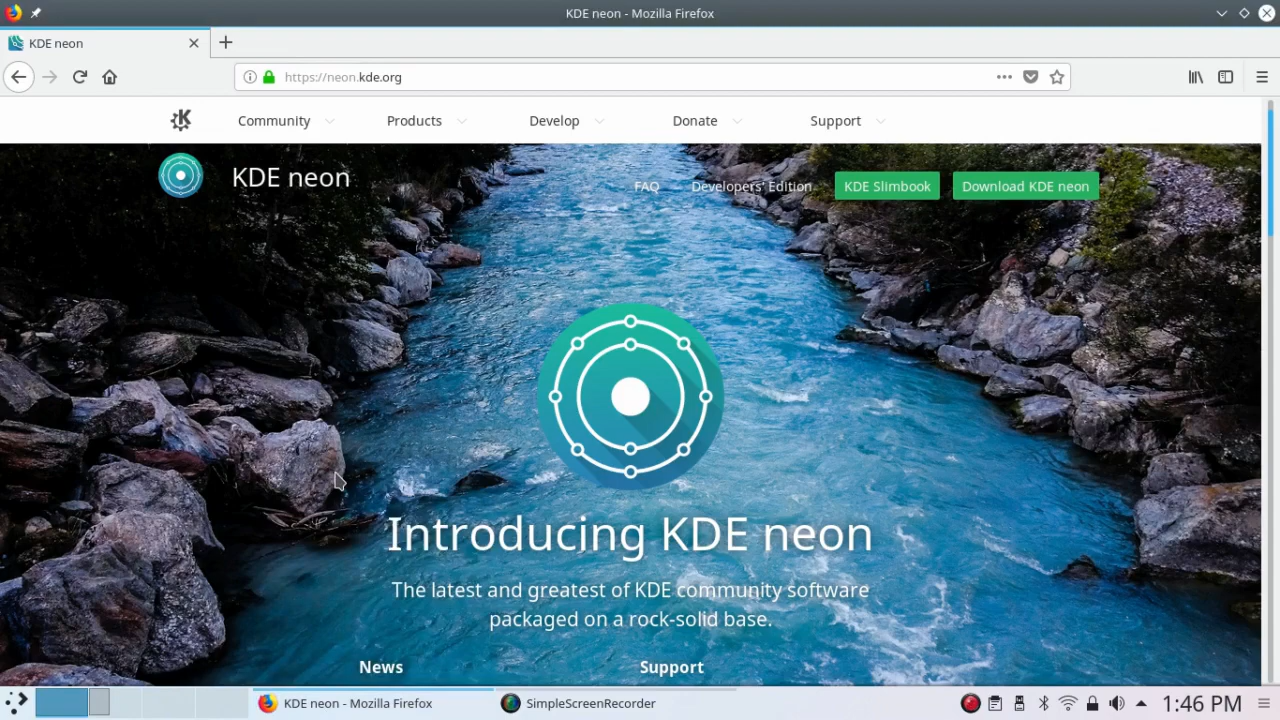 KDE neon - Mozilla Firefox
KDE neon
https://neon.kde.org
Community
Products
Develop
Donate
Support
KDE neon
FAQ
Developers' Edition
KDE Slimbook
Download KDE neon
Introducing KDE neon
The latest and greatest of KDE community software
packaged on a rock-solid base.
News
Support
KDE neon - Mozilla Firefox
SimpleScreenRecorder
1:46 PM